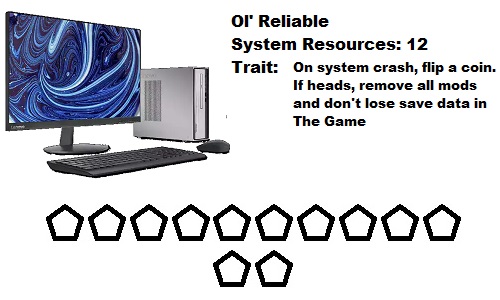 Ol' Reliable
System Resources: 12
Trait: On system crash, flip a coin.
If heads, remove all mods
and don't lose save data in
The Game